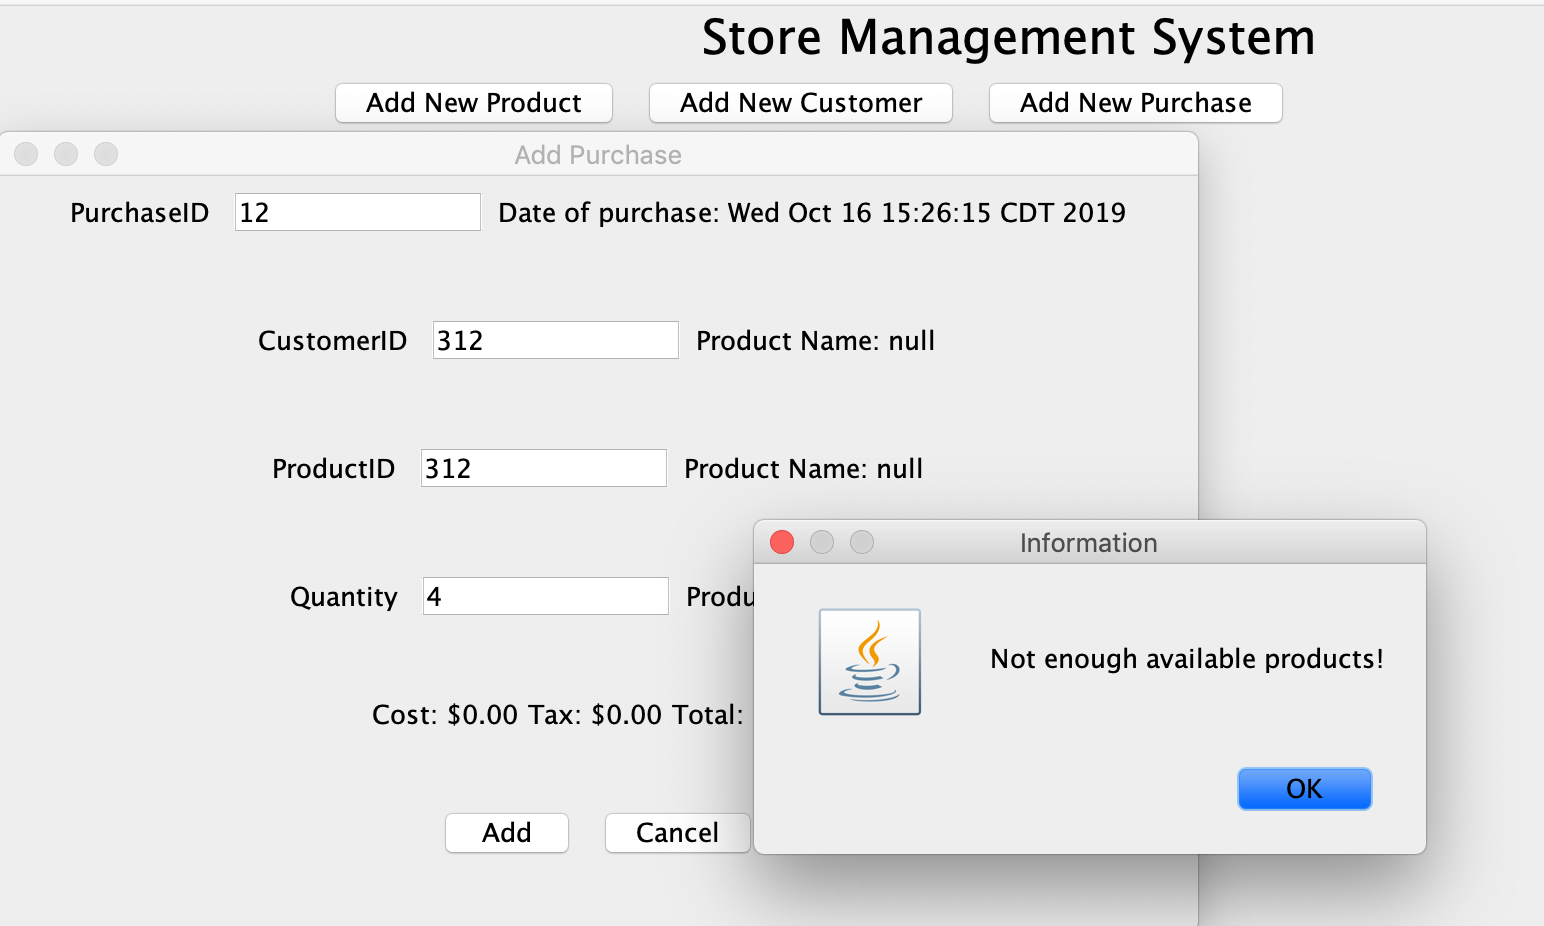 Store Management System
Add New Product Add New Customer Add New Purchase
Add Purchase
PurchaseID 12 Date of purchase: Wed Oct 16 15:26:15 CDT 2019
CustomerID 312 Product Name: null
ProductID 312 Product Name: null
Information
Quantity 4 Produ
Not enough available products!
Cost: $0.00 Tax: $0.00 Total:
OK
Add Cancel